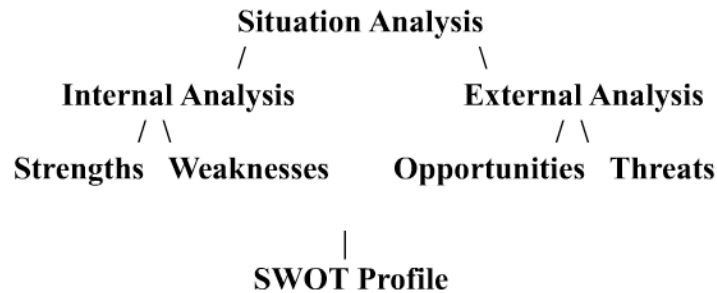 Situation Analysis
/ \
Internal Analysis External Analysis
/ \ / \
Strengths Weaknesses Opportunities Threats
|
SWOT Profile